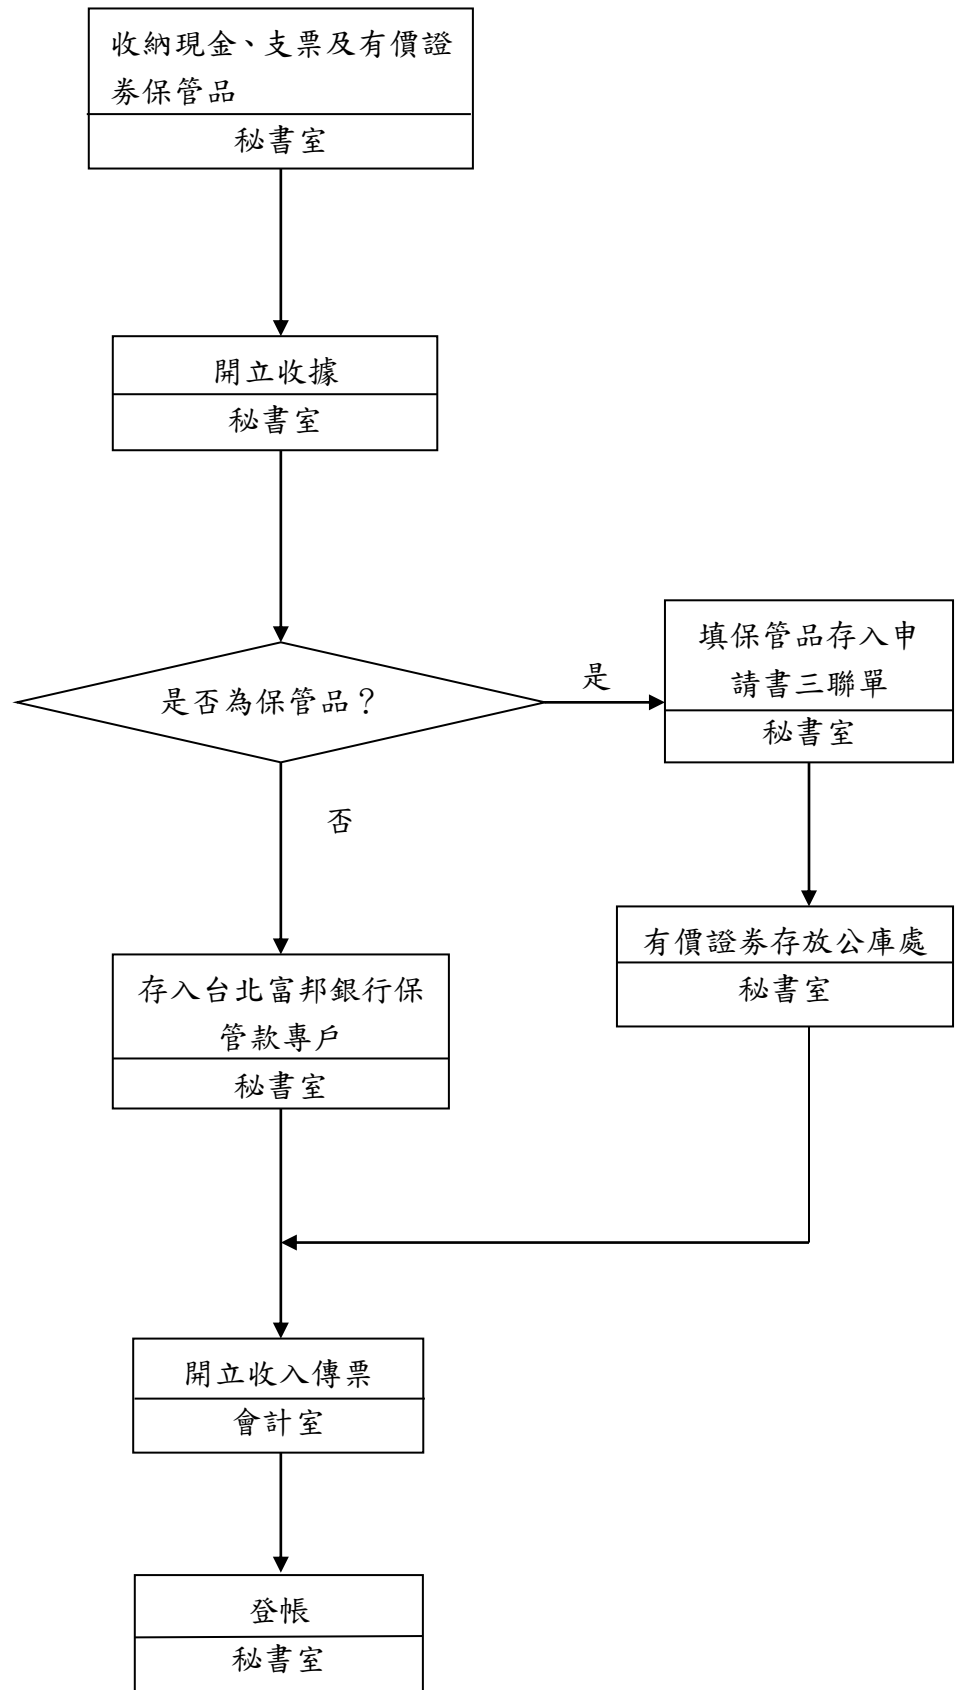 收納現金、支票及有價證
券保管品
秘書室
開立收據
秘書室
是否為保管品？
是
填保管品存入申
請書三聯單
秘書室
否
有價證券存放公庫處
秘書室
存入台北富邦銀行保
管款專戶
秘書室
開立收入傳票
會計室
登帳
秘書室